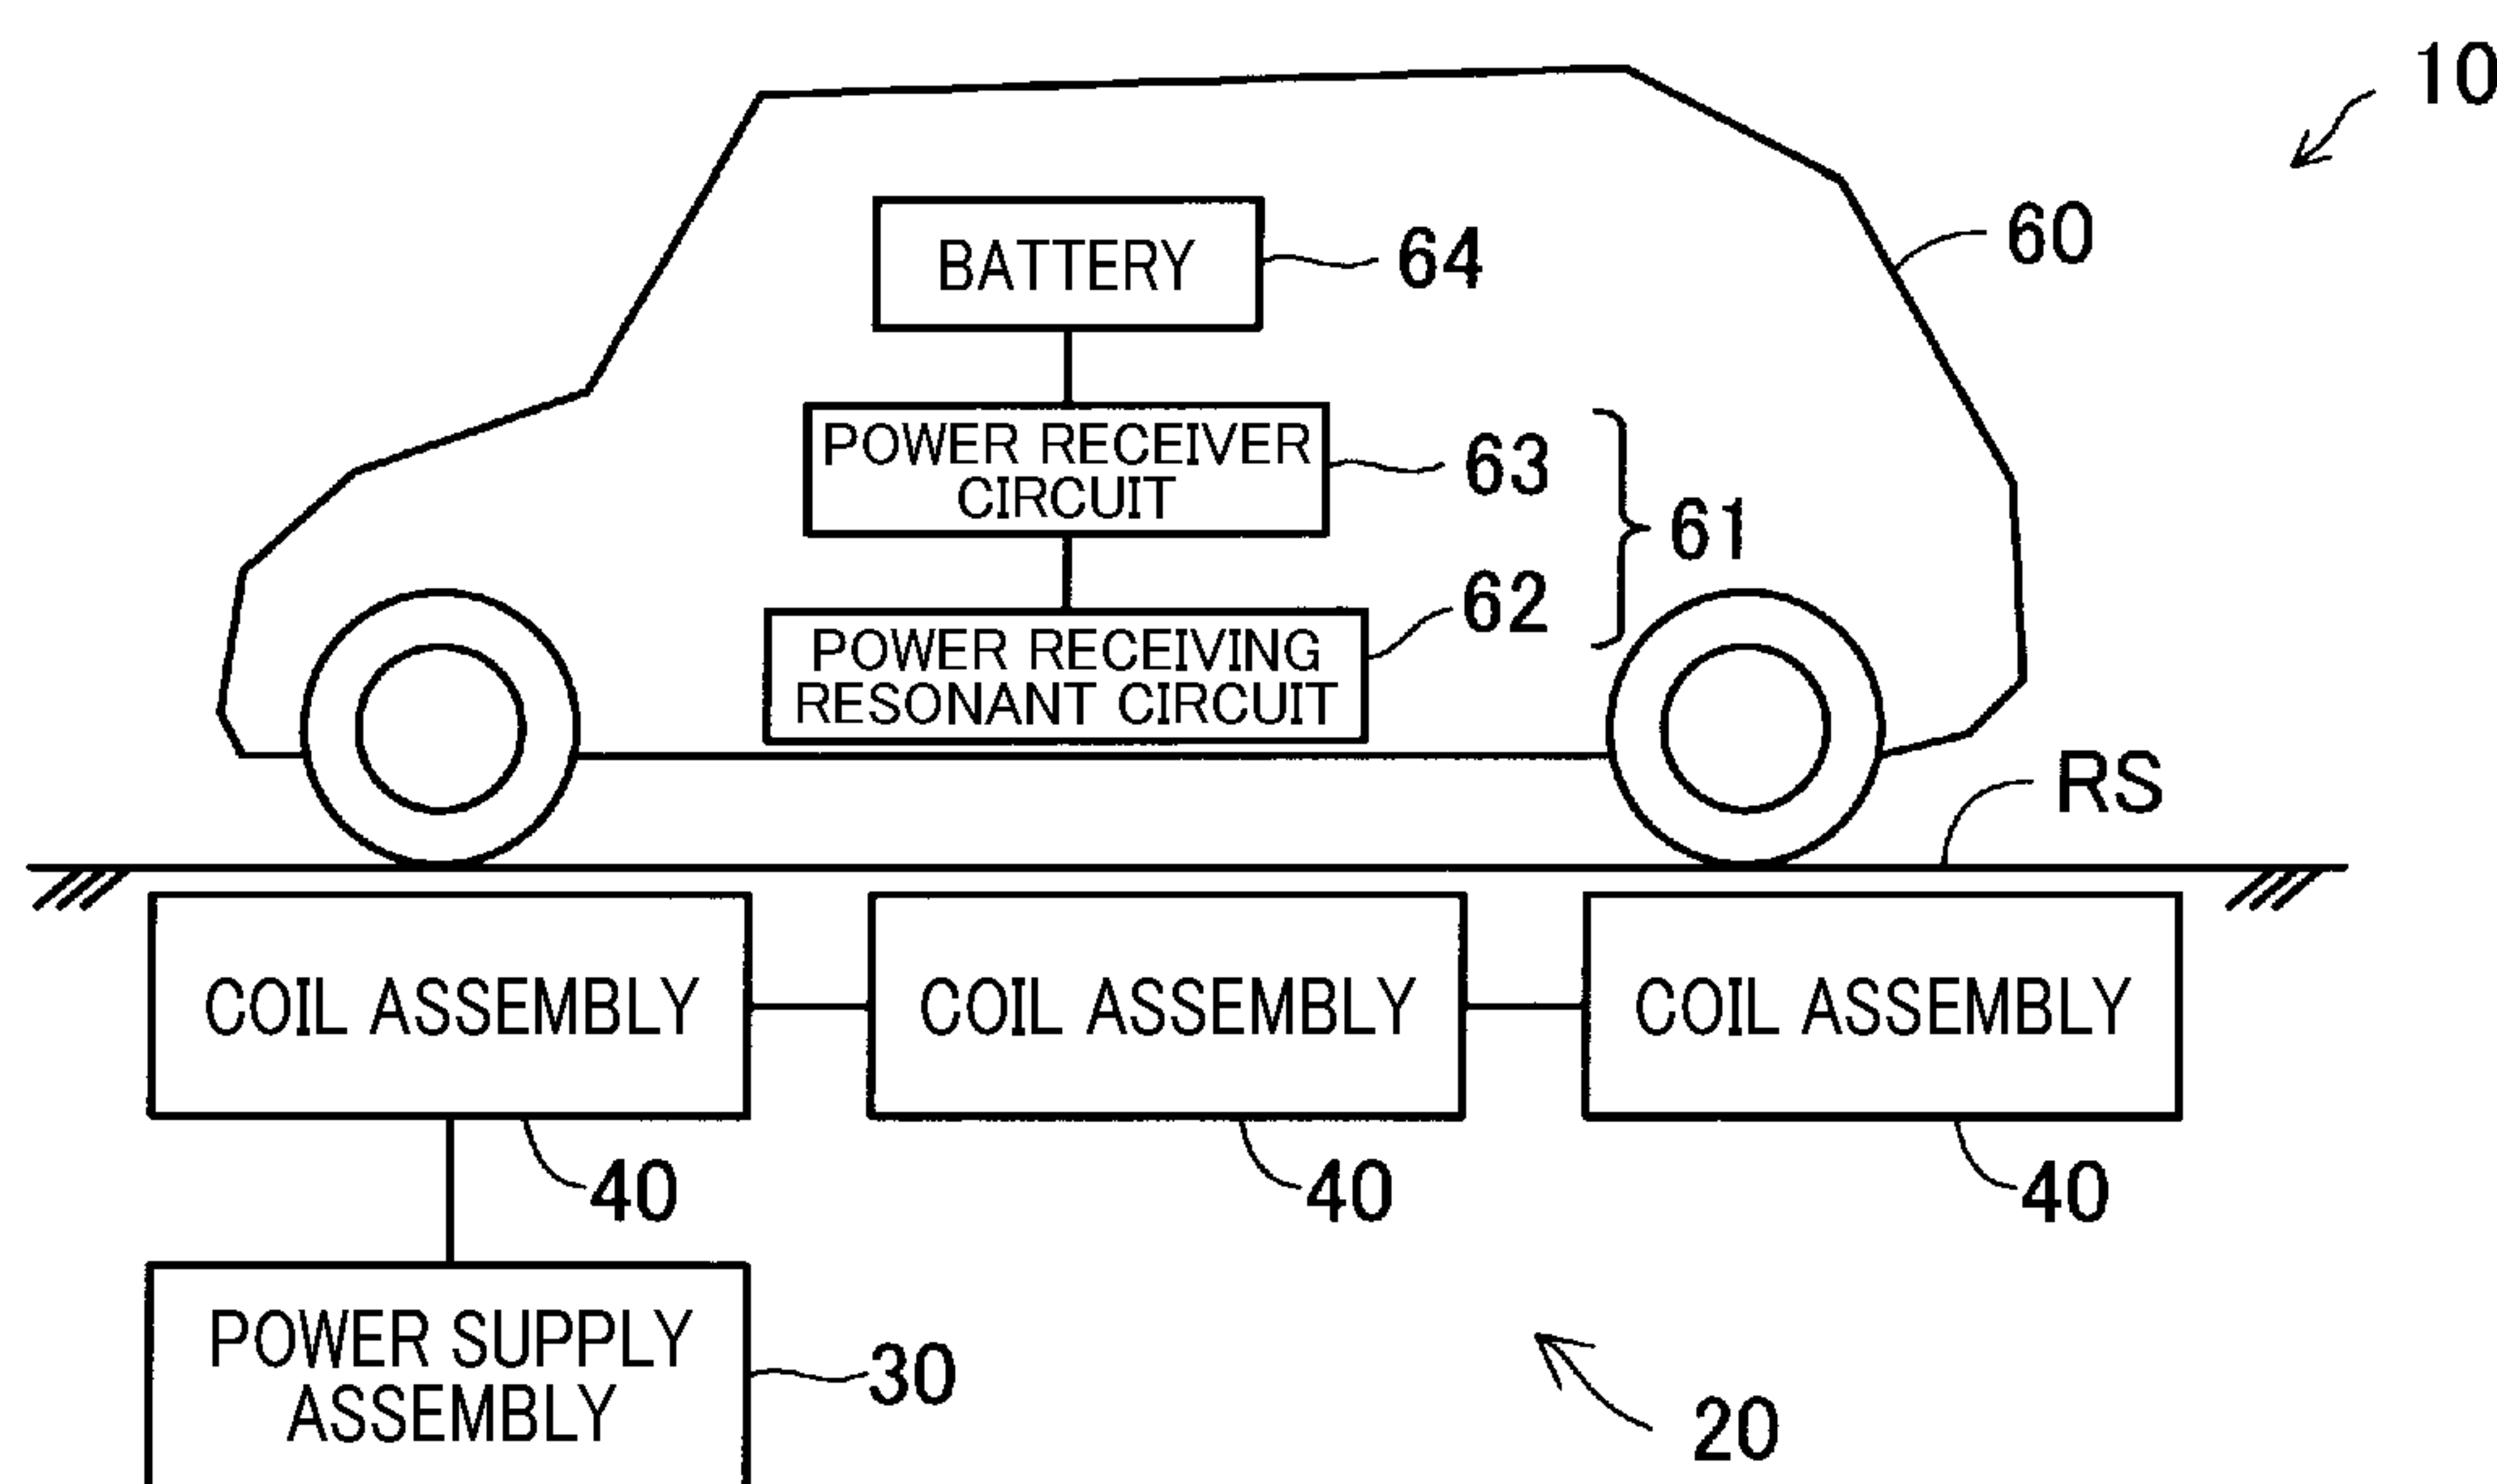 10
60
BATTERY
64
POWER RECEIVER
CIRCUIT
63
61
POWER RECEIVING
RESONANT CIRCUIT
62
RS
COIL ASSEMBLY
COIL ASSEMBLY
COIL ASSEMBLY
40
40
40
POWER SUPPLY
ASSEMBLY
30
20